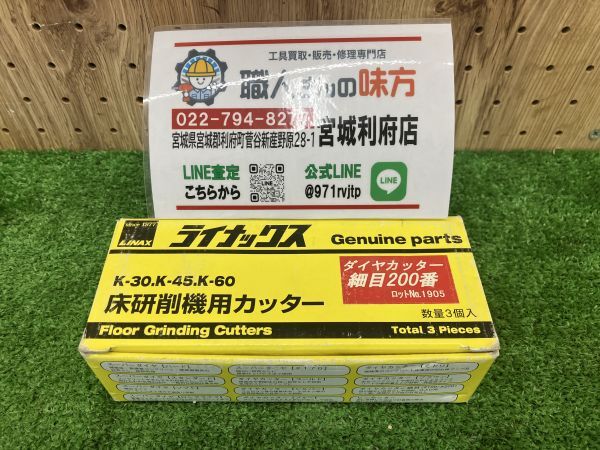 工具買取・販売・修理専門店
職人さんの味方
022-794-827
宮城県宮城郡利府町菅谷新産野原28-1
宮城利府店
LINE査定
こちらから
公式LINE
@971rvjtp
LINE
since 1877
LINAX
ライナックス
Genuine parts
K-30.K-45.K-60
床研削機用カッター
ダイヤカッター
細目200番
ロットNo.1905
数量3個入
Floor Grinding Cutters
Total 3 Pieces